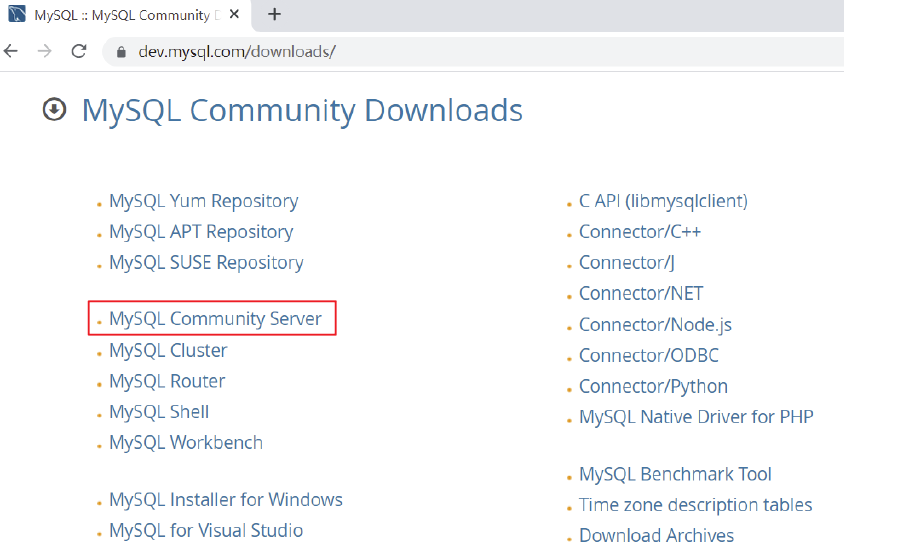 MySQL :: MySQL Community
dev.mysql.com/downloads/
MySQL Community Downloads
MySQL Yum Repository
MySQL APT Repository
MySQL SUSE Repository
MySQL Community Server
MySQL Cluster
MySQL Router
MySQL Shell
MySQL Workbench
MySQL Installer for Windows
MySQL for Visual Studio
C API (libmysqlclient)
Connector/C++
Connector/J
Connector/NET
Connector/Node.js
Connector/ODBC
Connector/Python
MySQL Native Driver for PHP
MySQL Benchmark Tool
Time zone description tables
Download Archives